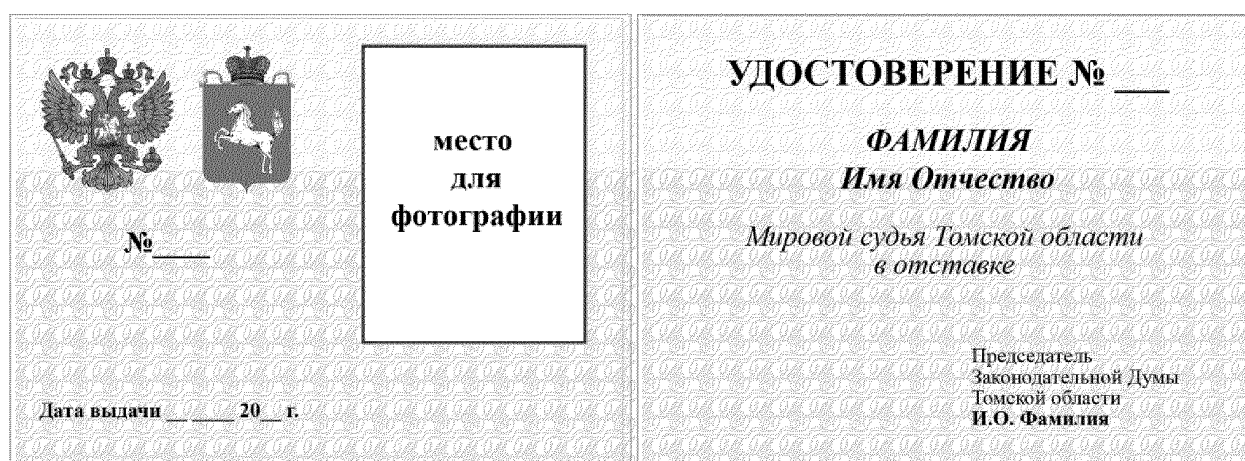 место
для
фотографии
№____
Дата выдачи __ ____ 20__ г.
УДОСТОВЕРЕНИЕ № ___
ФАМИЛИЯ
Имя Отчество
Мировой судья Томской области
в отставке
Председатель
Законодательной Думы
Томской области
И.О. Фамилия